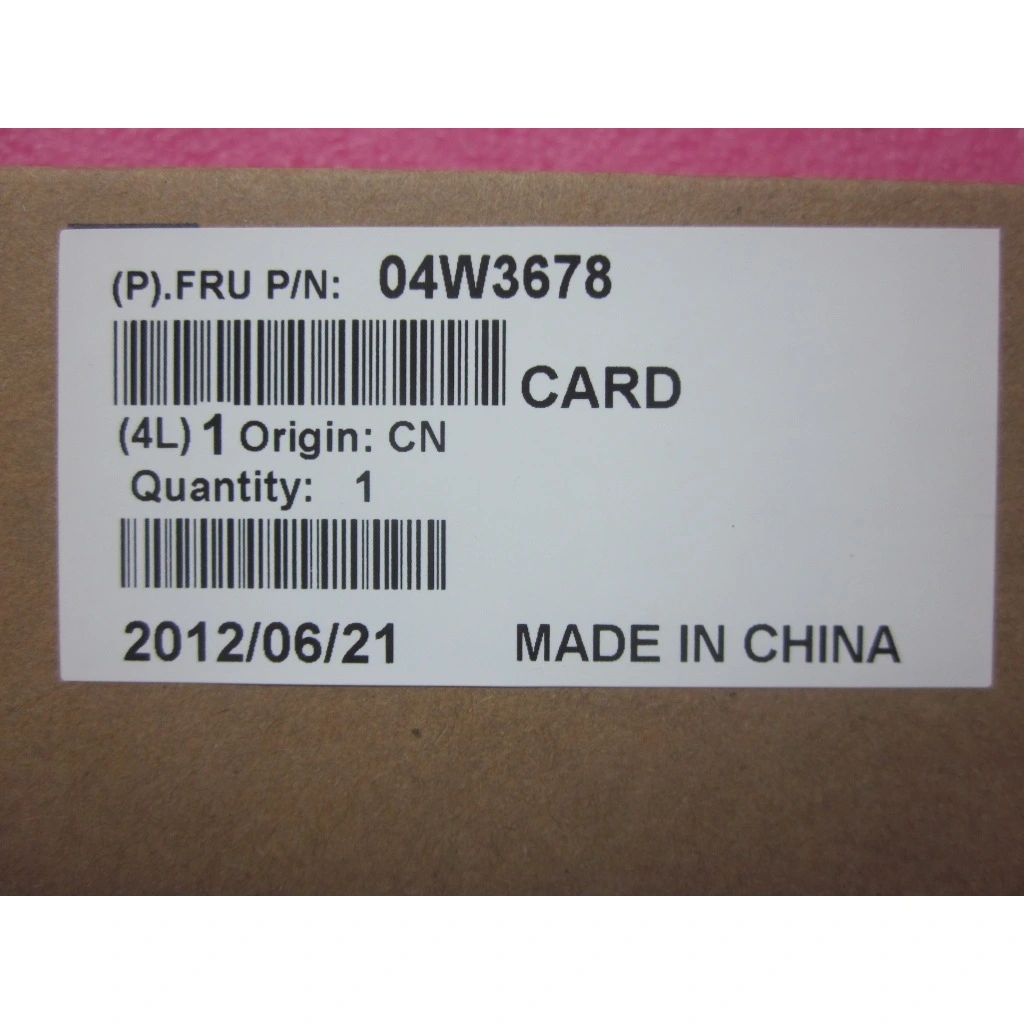 (P).FRU P/N: 04W3678
CARD
(4L) 1 Origin: CN
Quantity: 1
2012/06/21 MADE IN CHINA